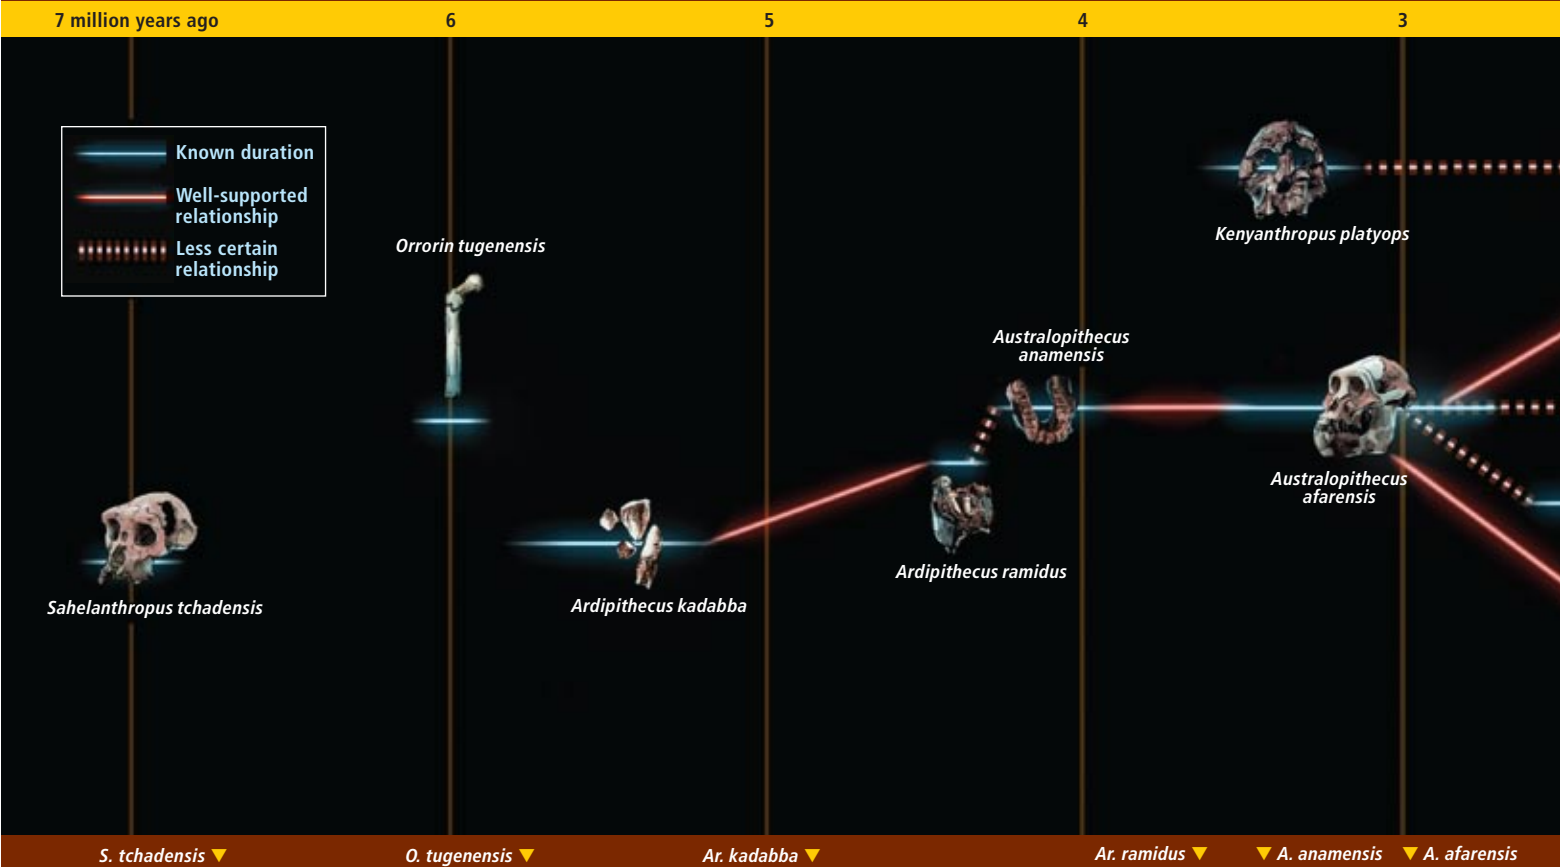 7 million years ago 6 5 4 3
Known duration
Well-supported
relationship
Less certain
relationship
Orrorin tugenensis
Kenyanthropus platyops
Australopithecus
anamensis
Australopithecus
afarensis
Ardipithecus ramidus
Sahelanthropus tchadensis
Ardipithecus kadabba
S. tchadensis ▼ O. tugenensis ▼ Ar. kadabba ▼ Ar. ramidus ▼ ▼ A. anamensis ▼ A. afarensis